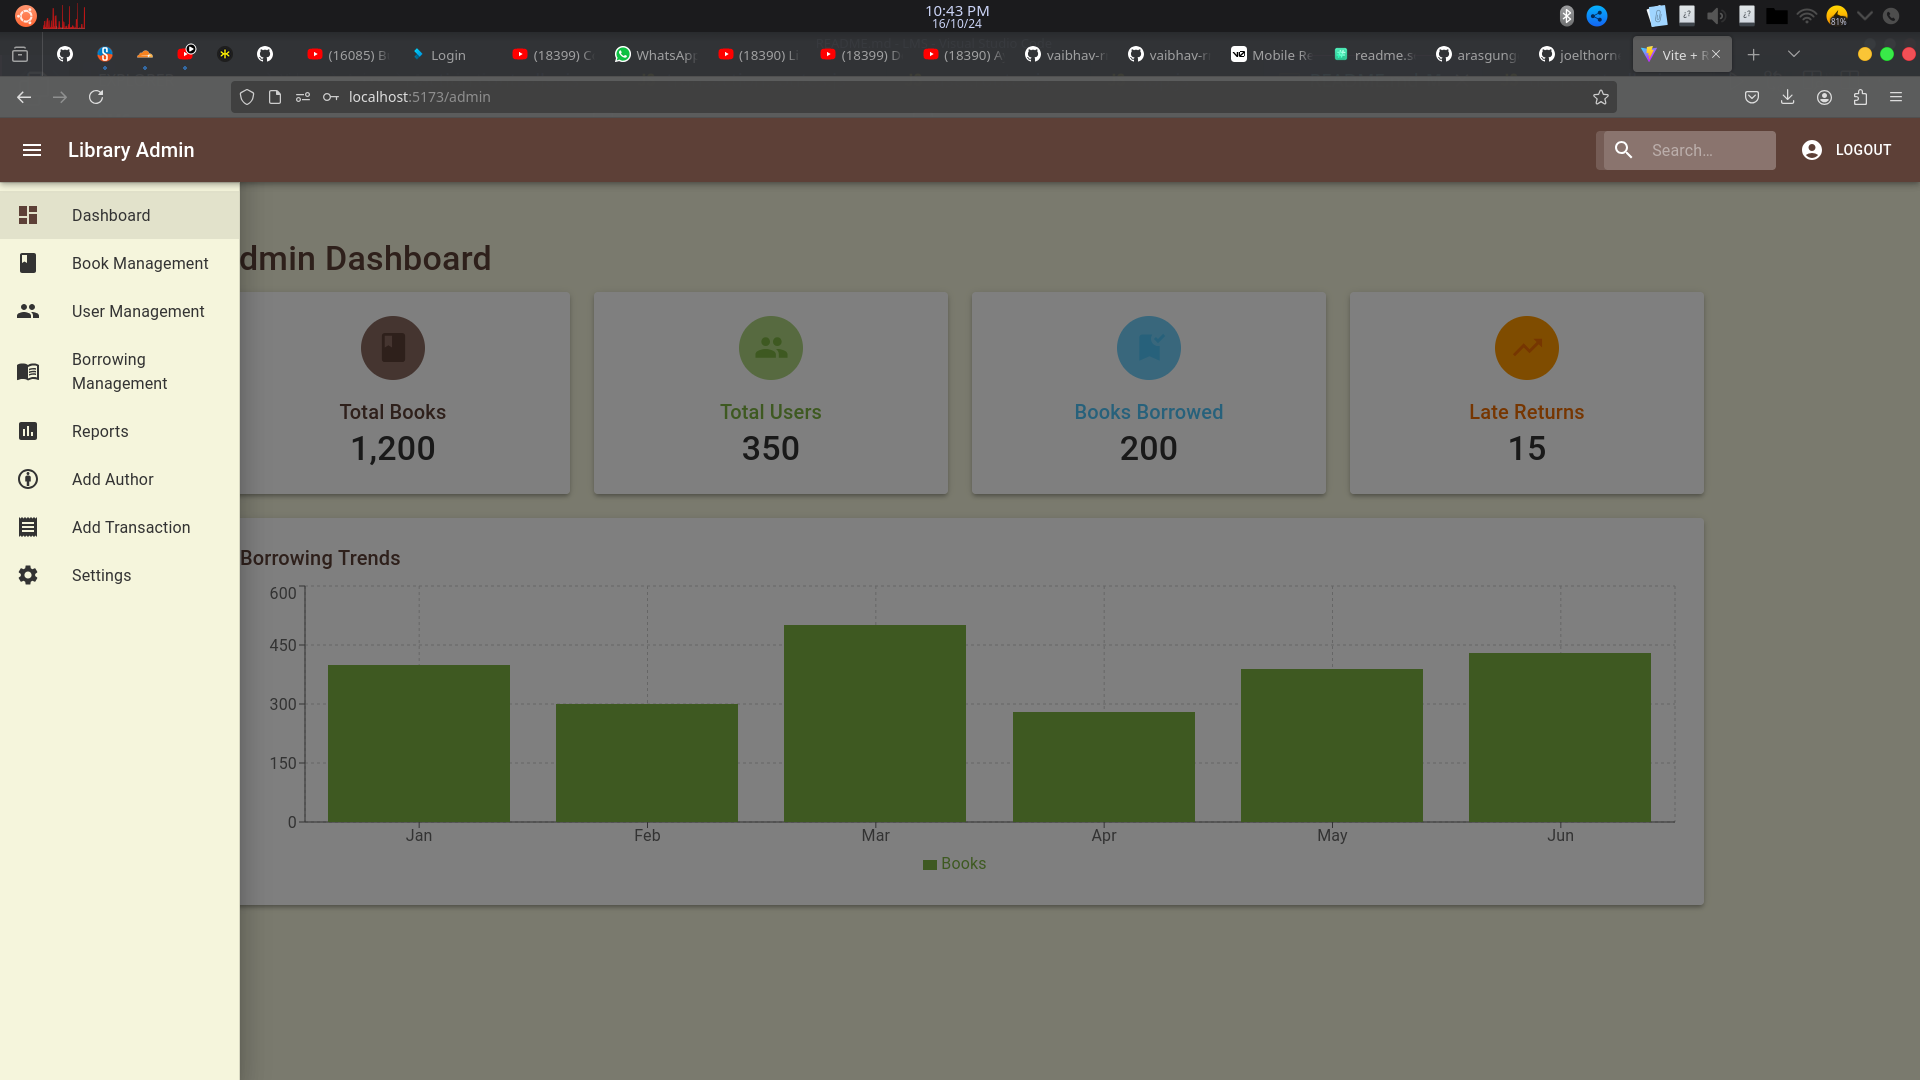 10:43 PM
16/10/24
81%
(16085) B
Login
(18399) C
WhatsApp
(18390) Li
(18399) D
(18390) A
vaibhav-r
vaibhav-r
Mobile Re
readme.s
arasgung
joelthorn
Vite + R
localhost:5173/admin
Library Admin
Search...
LOGOUT
Dashboard
Book Management
User Management
Borrowing
Management
Reports
Add Author
Add Transaction
Settings
dmin Dashboard
Total Books
1,200
Total Users
350
Books Borrowed
200
Late Returns
15
Borrowing Trends
600
450
300
150
0
Jan
Feb
Mar
Apr
May
Jun
Books